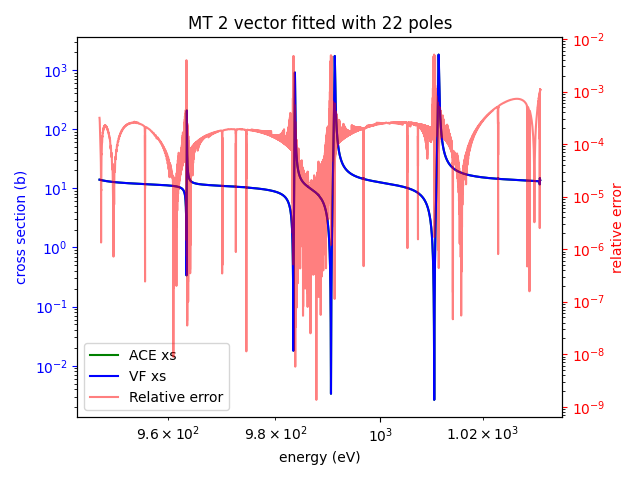 MT 2 vector fitted with 22 poles
10³
10²
10¹
10⁰
10⁻¹
10⁻²
cross section (b)
10⁻²
10⁻³
10⁻⁴
10⁻⁵
10⁻⁶
10⁻⁷
10⁻⁸
10⁻⁹
relative error
ACE xs
VF xs
Relative error
9.6 × 10²
9.8 × 10²
10³
1.02 × 10³
energy (eV)